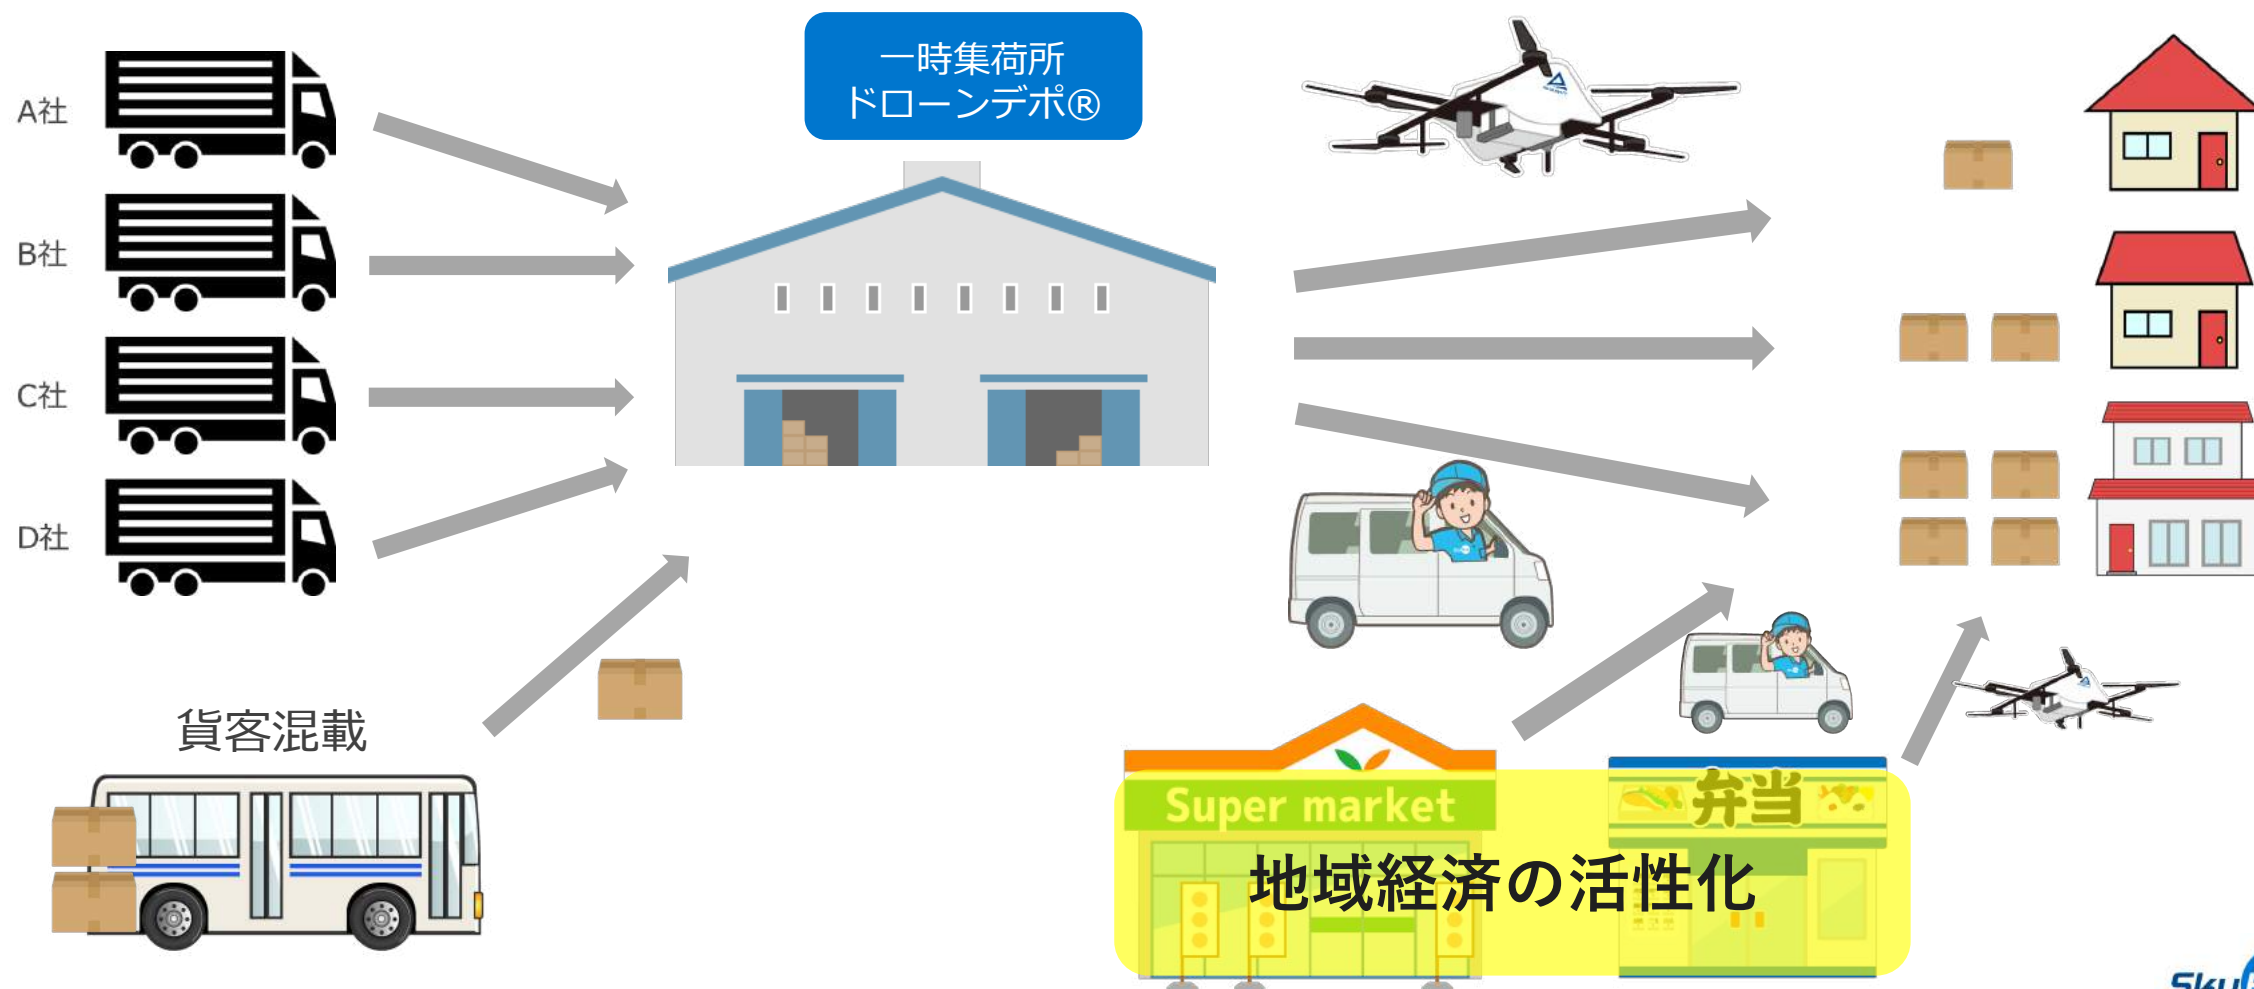 一時集荷所
ドローンデポ®
A社
B社
C社
D社
貨客混載
Super market
弁当
地域経済の活性化
Sky